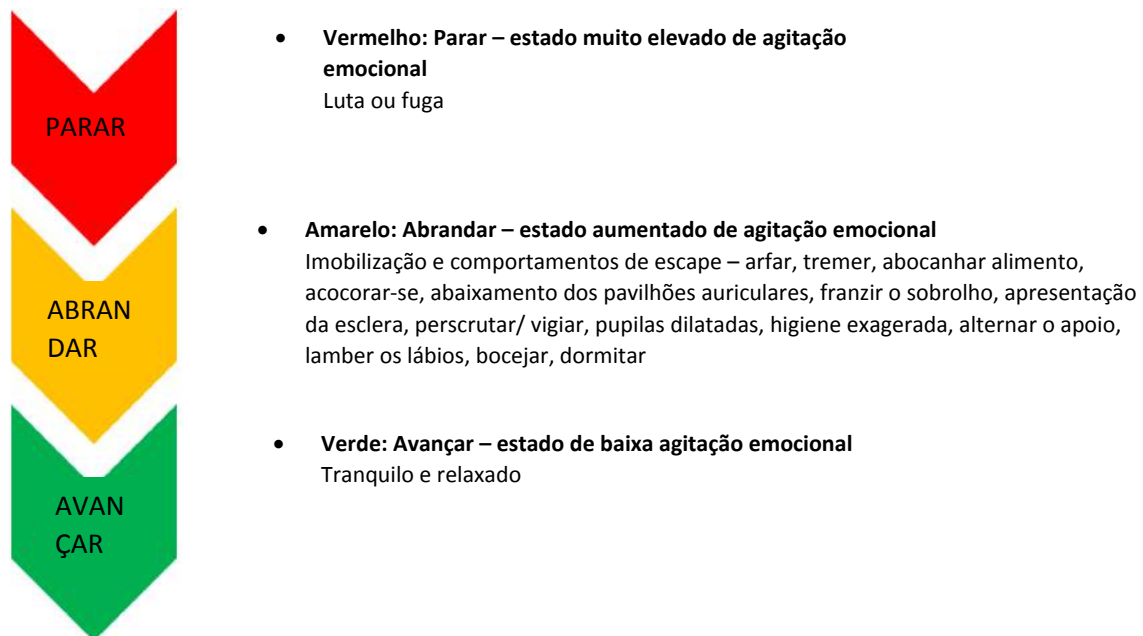 PARAR
• Vermelho: Parar – estado muito elevado de agitação
emocional
Luta ou fuga
ABRAN
DAR
• Amarelo: Abrandar – estado aumentado de agitação emocional
Imobilização e comportamentos de escape – arfar, tremer, abocanhar alimento,
acocorar-se, abaixamento dos pavilhões auriculares, franzir o sobrolho, apresentação
da esclera, perscrutar/ vigiar, pupilas dilatadas, higiene exagerada, alternar o apoio,
lamber os lábios, bocejar, dormitar
AVAN
ÇAR
• Verde: Avançar – estado de baixa agitação emocional
Tranquilo e relaxado